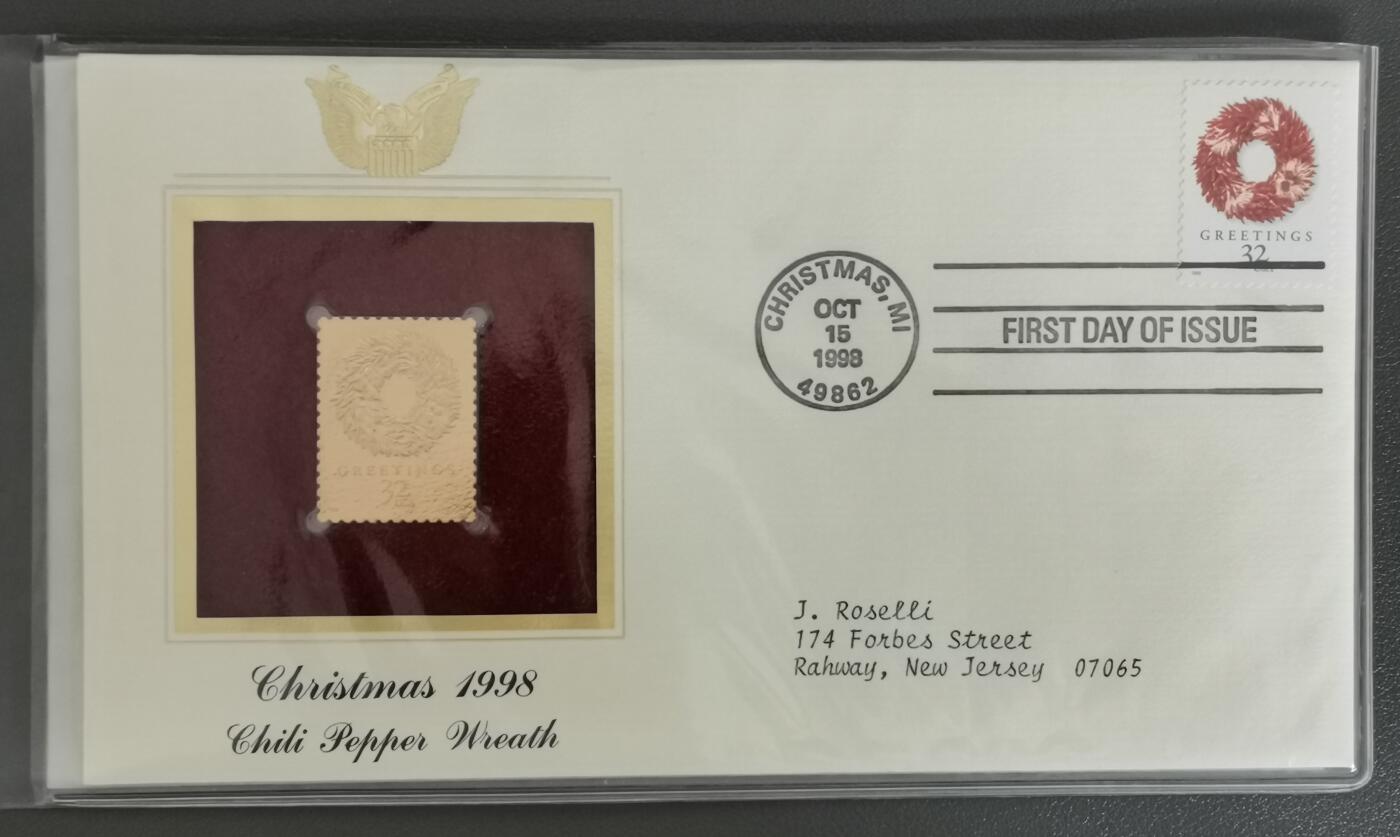 GREETINGS
32
CHRISTMAS, MI
OCT
15
1998
49862
FIRST DAY OF ISSUE
GREETINGS
32
J. Roselli
174 Forbes Street
Rahway, New Jersey 07065
Christmas 1998
Chili Pepper Wreath